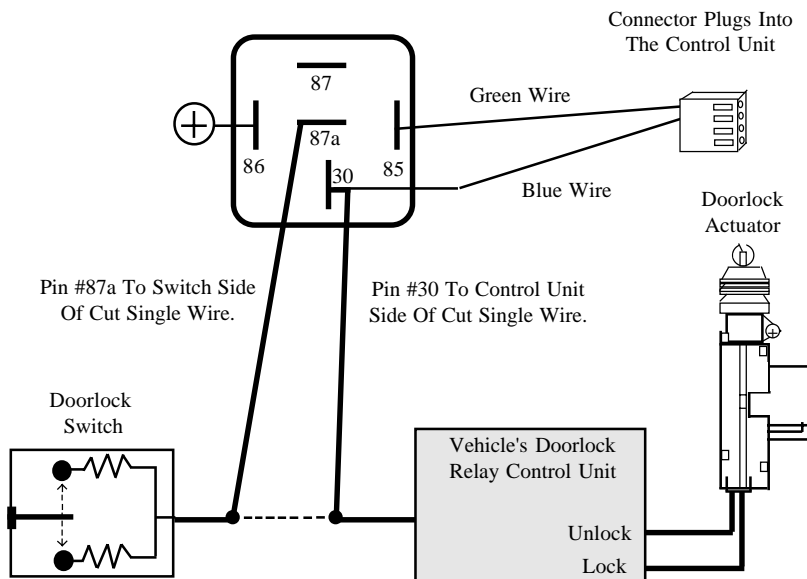 Connector Plugs Into
The Control Unit
87
Green Wire
87a
86
85
30
Blue Wire
Doorlock
Actuator
Pin #87a To Switch Side
Of Cut Single Wire.
Pin #30 To Control Unit
Side Of Cut Single Wire.
Doorlock
Switch
Vehicle's Doorlock
Relay Control Unit
Unlock
Lock